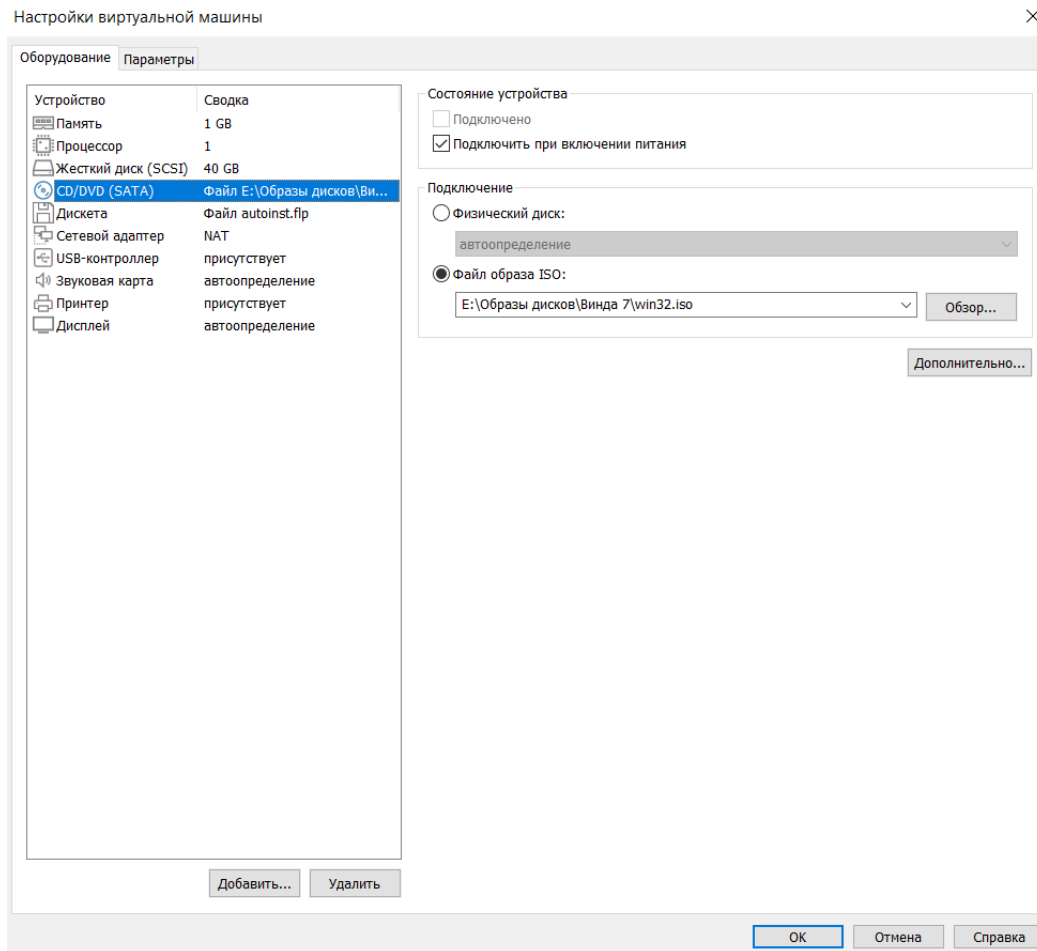 Настройки виртуальной машины
Оборудование Параметры
Устройство Сводка
Память 1 GB
Процессор 1
Жесткий диск (SCSI) 40 GB
CD/DVD (SATA) Файл E:\Образы дисков\Ви...
Дискета Файл autoinst.flp
Сетевой адаптер NAT
USB-контроллер присутствует
Звуковая карта автоопределение
Принтер присутствует
Дисплей автоопределение
Добавить... Удалить
Состояние устройства
Подключено
Подключить при включении питания
Подключение
Физический диск:
автоопределение
Файл образа ISO:
E:\Образы дисков\Винда 7\win32.iso Обзор...
Дополнительно...
ОК Отмена Справка